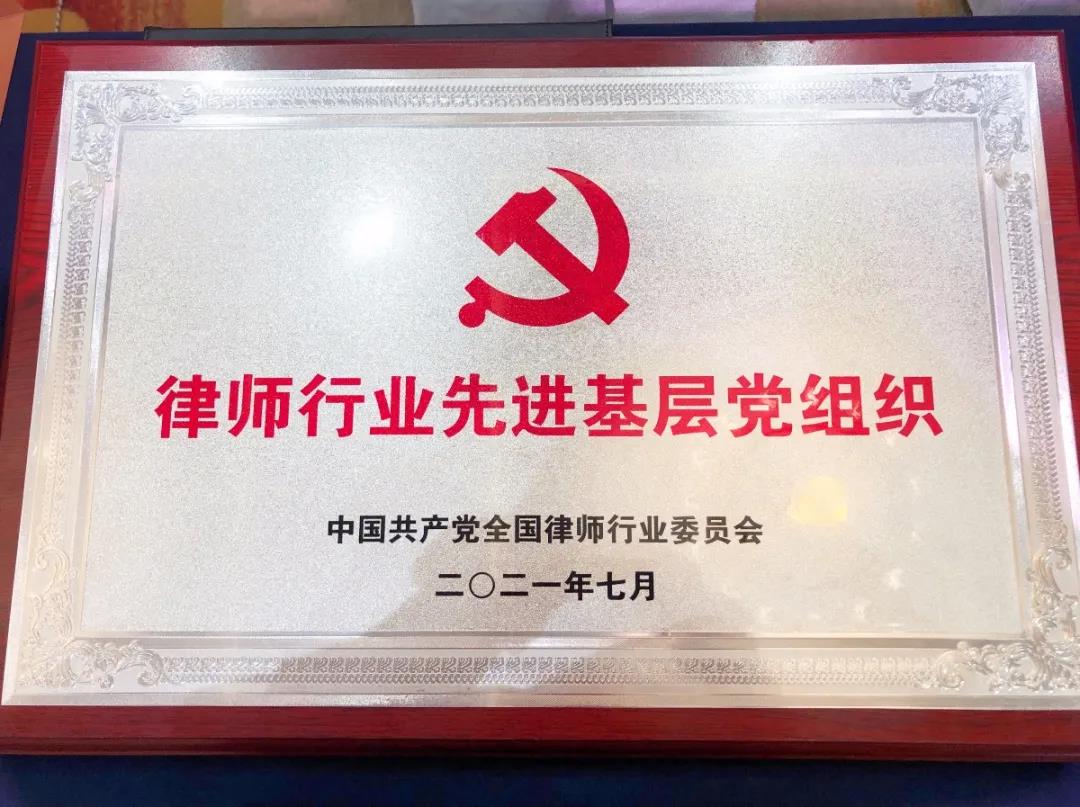 律师行业先进基层党组织
中国共产党全国律师行业委员会
二〇二一年七月